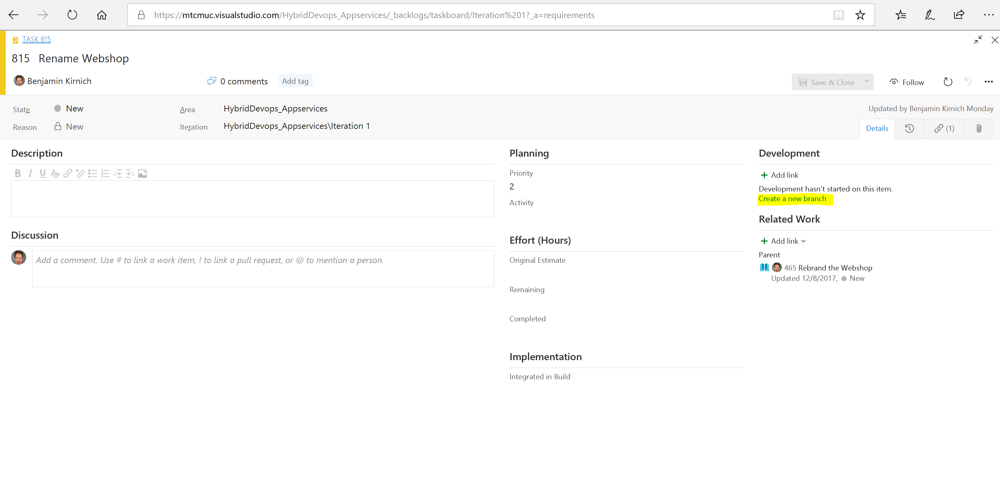 https://mtcmuc.visualstudio.com/HybridDevops_Appservices/_backlogs/taskboard/Iteration%201?_a=requirements
TASK 815
815 Rename Webshop
Benjamin Kirnich
0 comments
Add tag
Save & Close
Follow
State
New
Area
HybridDevops_Appservices
Updated by Benjamin Kirnich Monday
Reason
New
Iteration
HybridDevops_Appservices\Iteration 1
Details
(1)
Description
B I U
Discussion
Add a comment. Use # to link a work item, ! to link a pull request, or @ to mention a person.
Planning
Priority
2
Activity
Effort (Hours)
Original Estimate
Remaining
Completed
Implementation
Integrated in Build
Development
Add link
Development hasn't started on this item.
Create a new branch
Related Work
Add link
Parent
465 Rebrand the Webshop
Updated 12/8/2017, New